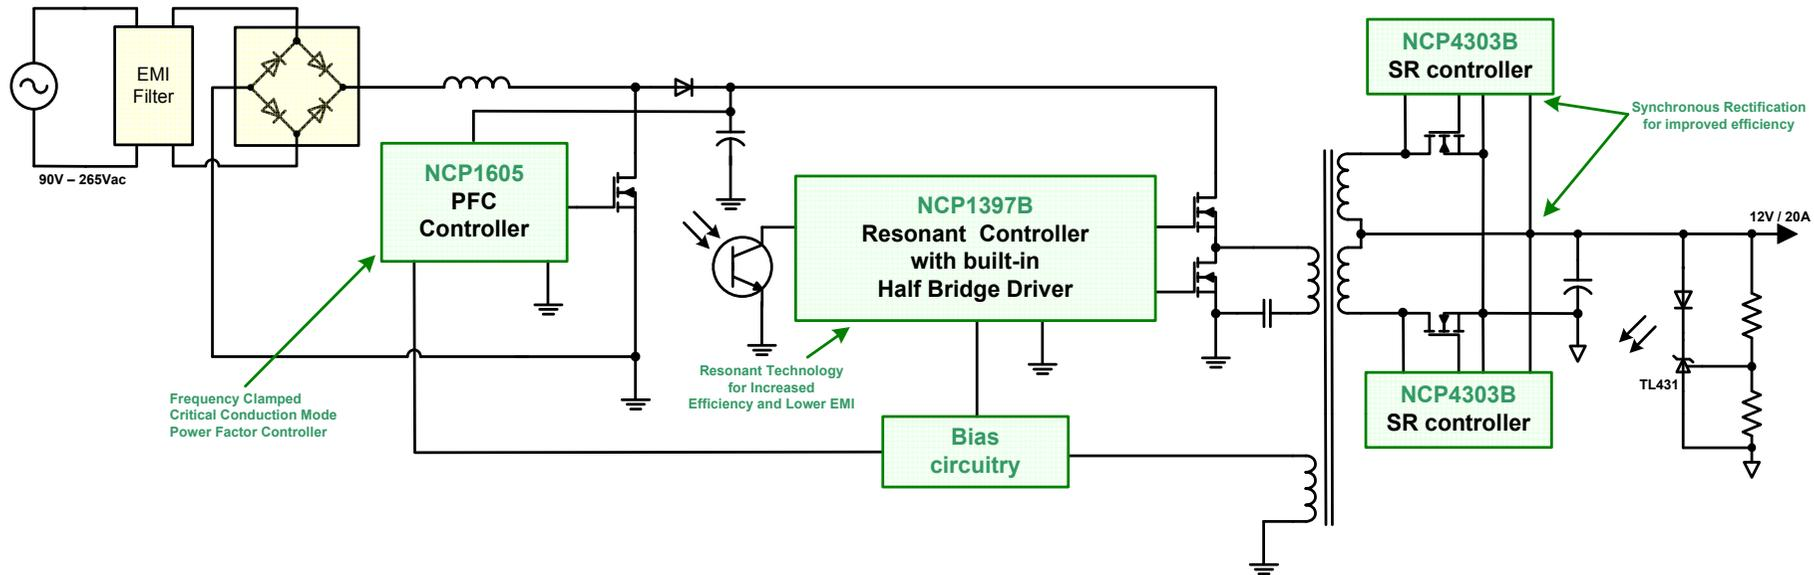 EMI
Filter
90V – 265Vac
NCP1605
PFC
Controller
Frequency Clamped
Critical Conduction Mode
Power Factor Controller
NCP1397B
Resonant Controller
with built-in
Half Bridge Driver
Resonant Technology
for Increased
Efficiency and Lower EMI
Bias
circuitry
NCP4303B
SR controller
Synchronous Rectification
for improved efficiency
12V / 20A
TL431
NCP4303B
SR controller